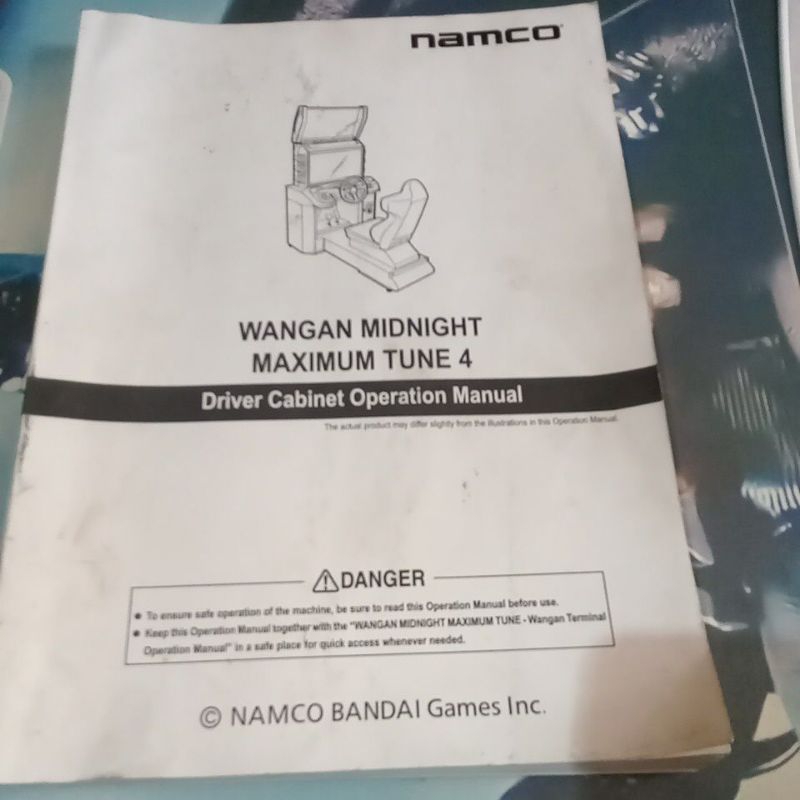 namco
WANGAN MIDNIGHT
MAXIMUM TUNE 4
Driver Cabinet Operation Manual
The actual product may differ slightly from the illustrations in this Operation Manual.
DANGER
● To ensure safe operation of the machine, be sure to read this Operation Manual before use.
● Keep this Operation Manual together with the "WANGAN MIDNIGHT MAXIMUM TUNE - Wangan Terminal
Operation Manual" in a safe place for quick access whenever needed.
© NAMCO BANDAI Games Inc.